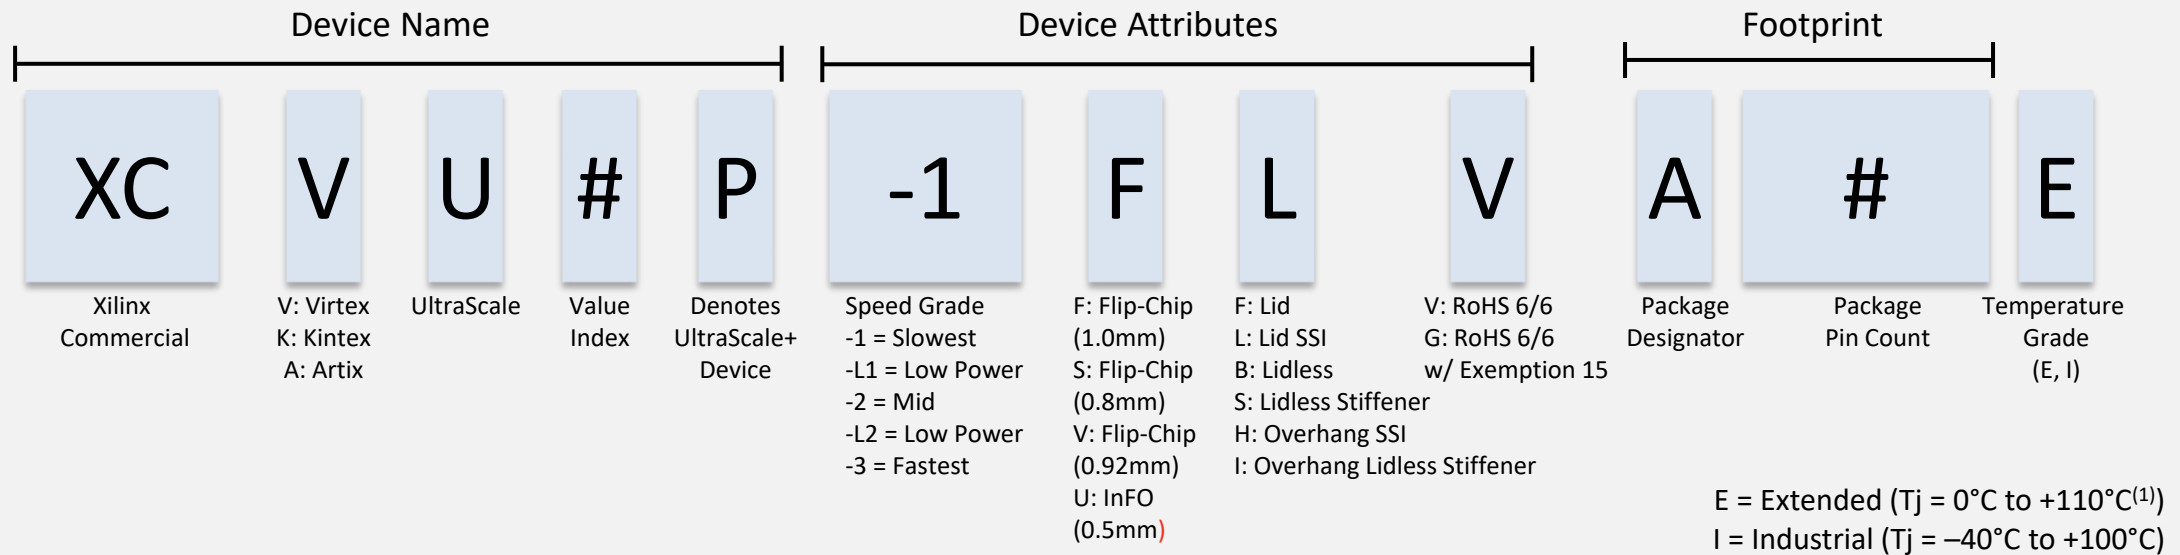 Device Name
Device Attributes
Footprint
XC
V
U
#
P
-1
F
L
V
A
#
E
Xilinx
Commercial
V: Virtex
K: Kintex
A: Artix
UltraScale
Value
Index
Denotes
UltraScale+
Device
Speed Grade
-1 = Slowest
-L1 = Low Power
-2 = Mid
-L2 = Low Power
-3 = Fastest
F: Flip-Chip
(1.0mm)
S: Flip-Chip
(0.8mm)
V: Flip-Chip
(0.92mm)
U: InFO
(0.5mm)
F: Lid
L: Lid SSI
B: Lidless
S: Lidless Stiffener
H: Overhang SSI
I: Overhang Lidless Stiffener
V: RoHS 6/6
G: RoHS 6/6
w/ Exemption 15
Package
Designator
Package
Pin Count
Temperature
Grade
(E, I)
E = Extended (Tj = 0°C to +110°C(1))
I = Industrial (Tj = –40°C to +100°C)